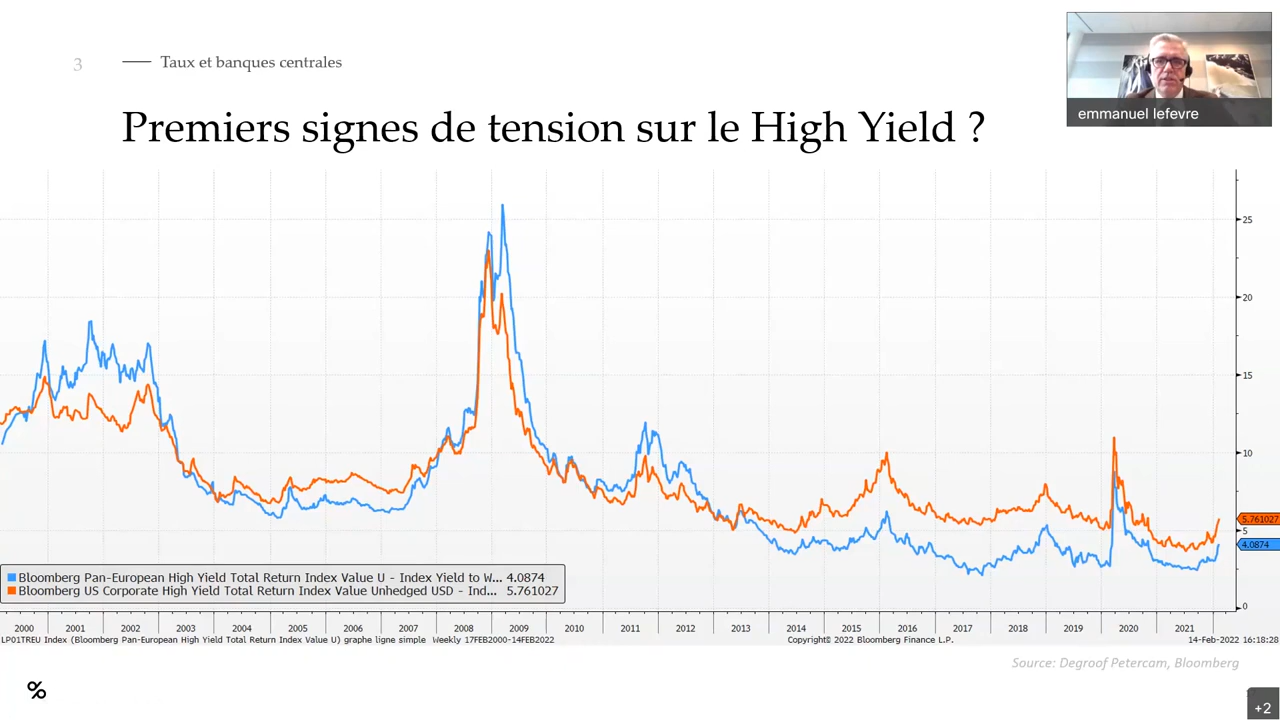 3
Taux et banques centrales
Premiers signes de tension sur le High Yield ?
emmanuel lefevre
25
20
15
10
5.761027
5
4.0874
0
Bloomberg Pan-European High Yield Total Return Index Value U - Index Yield to W... 4.0874
Bloomberg US Corporate High Yield Total Return Index Value Unhedged USD - Ind... 5.761027
2000 2001 2002 2003 2004 2005 2006 2007 2008 2009 2010 2011 2012 2013 2014 2015 2016 2017 2018 2019 2020 2021
LP01TREU Index (Bloomberg Pan-European High Yield Total Return Index Value U) graphe ligne simple Weekly 17FEB2000-14FEB2022 Copyright© 2022 Bloomberg Finance L.P. 14-Feb-2022 16:18:28
Source: Degroof Petercam, Bloomberg
%
+2